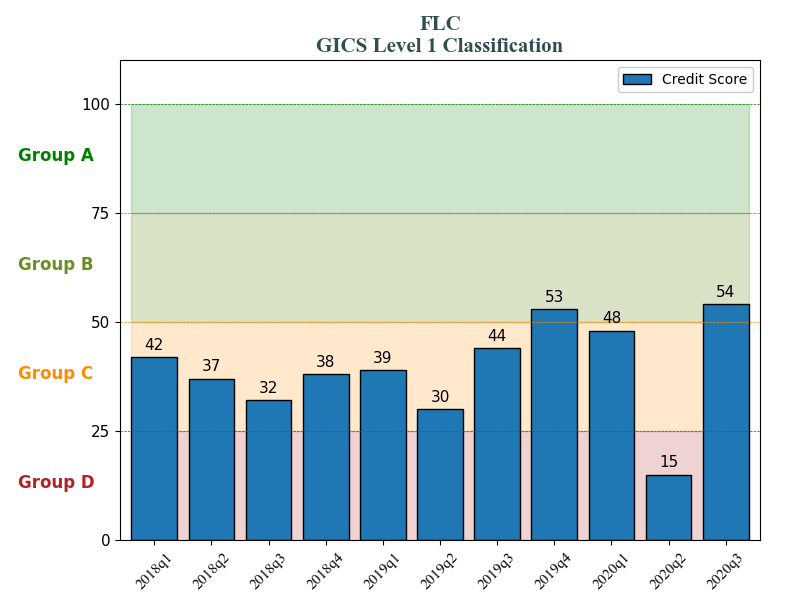 FLC
GICS Level 1 Classification
Credit Score
100
Group A
75
Group B
54
53
50
48
44
42
39
38
37
Group C
32
30
25
15
Group D
0
2018q1 2018q2 2018q3 2018q4 2019q1 2019q2 2019q3 2019q4 2020q1 2020q2 2020q3